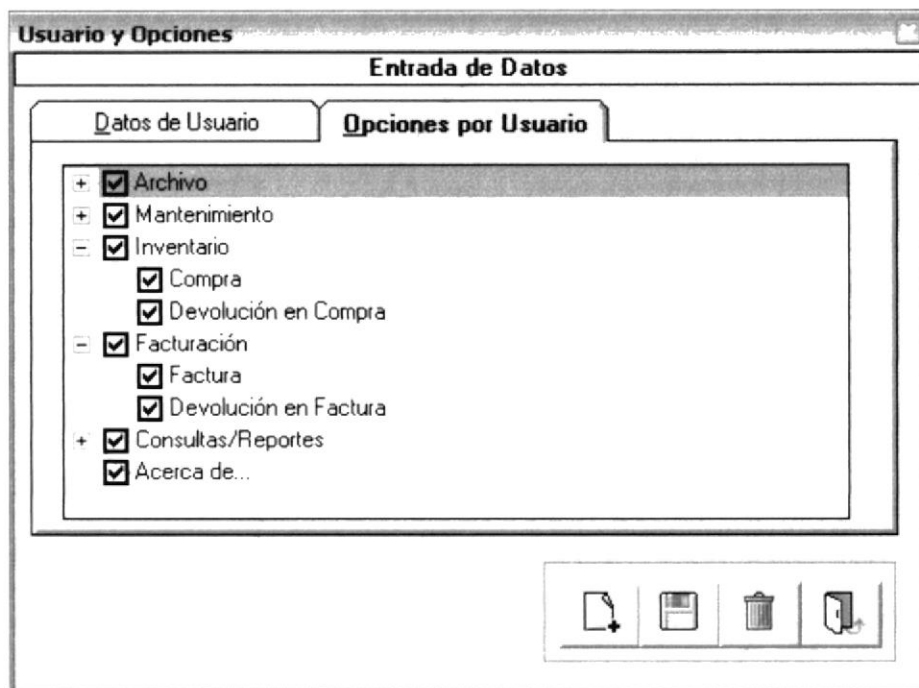 Usuario y Opciones
Entrada de Datos
Datos de Usuario
Opciones por Usuario
Archivo
Mantenimiento
Inventario
Compra
Devolución en Compra
Facturación
Factura
Devolución en Factura
Consultas/Reportes
Acerca de...